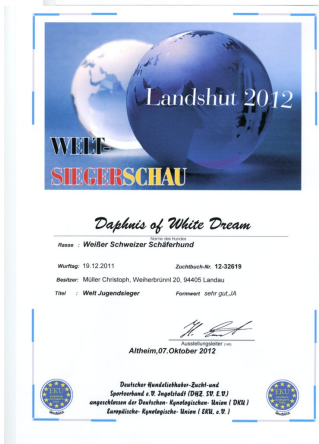 Landshut 2012
WELT-
SIEGERSCHAU
Daphnis of White Dream
Name des Hundes
Rasse : Weißer Schweizer Schäferhund
Wurftag: 19.12.2011 Zuchtbuch-Nr. 12-32619
Besitzer: Müller Christoph, Weiherbrünnl 20, 94405 Landau
Titel : Welt Jugendsieger Formwert sehr gut,JA
Ausstellungsleiter
Altheim,07.Oktober 2012
Deutscher Hundeliebhaber-Zucht-und
Sportverband e.V. Ingolstadt (DHZ. SV. E.V.)
angeschlossen der Deutschen- Kynologischen- Union ( DKU )
Europäische- Kynologische- Union ( EKU, e.V. )